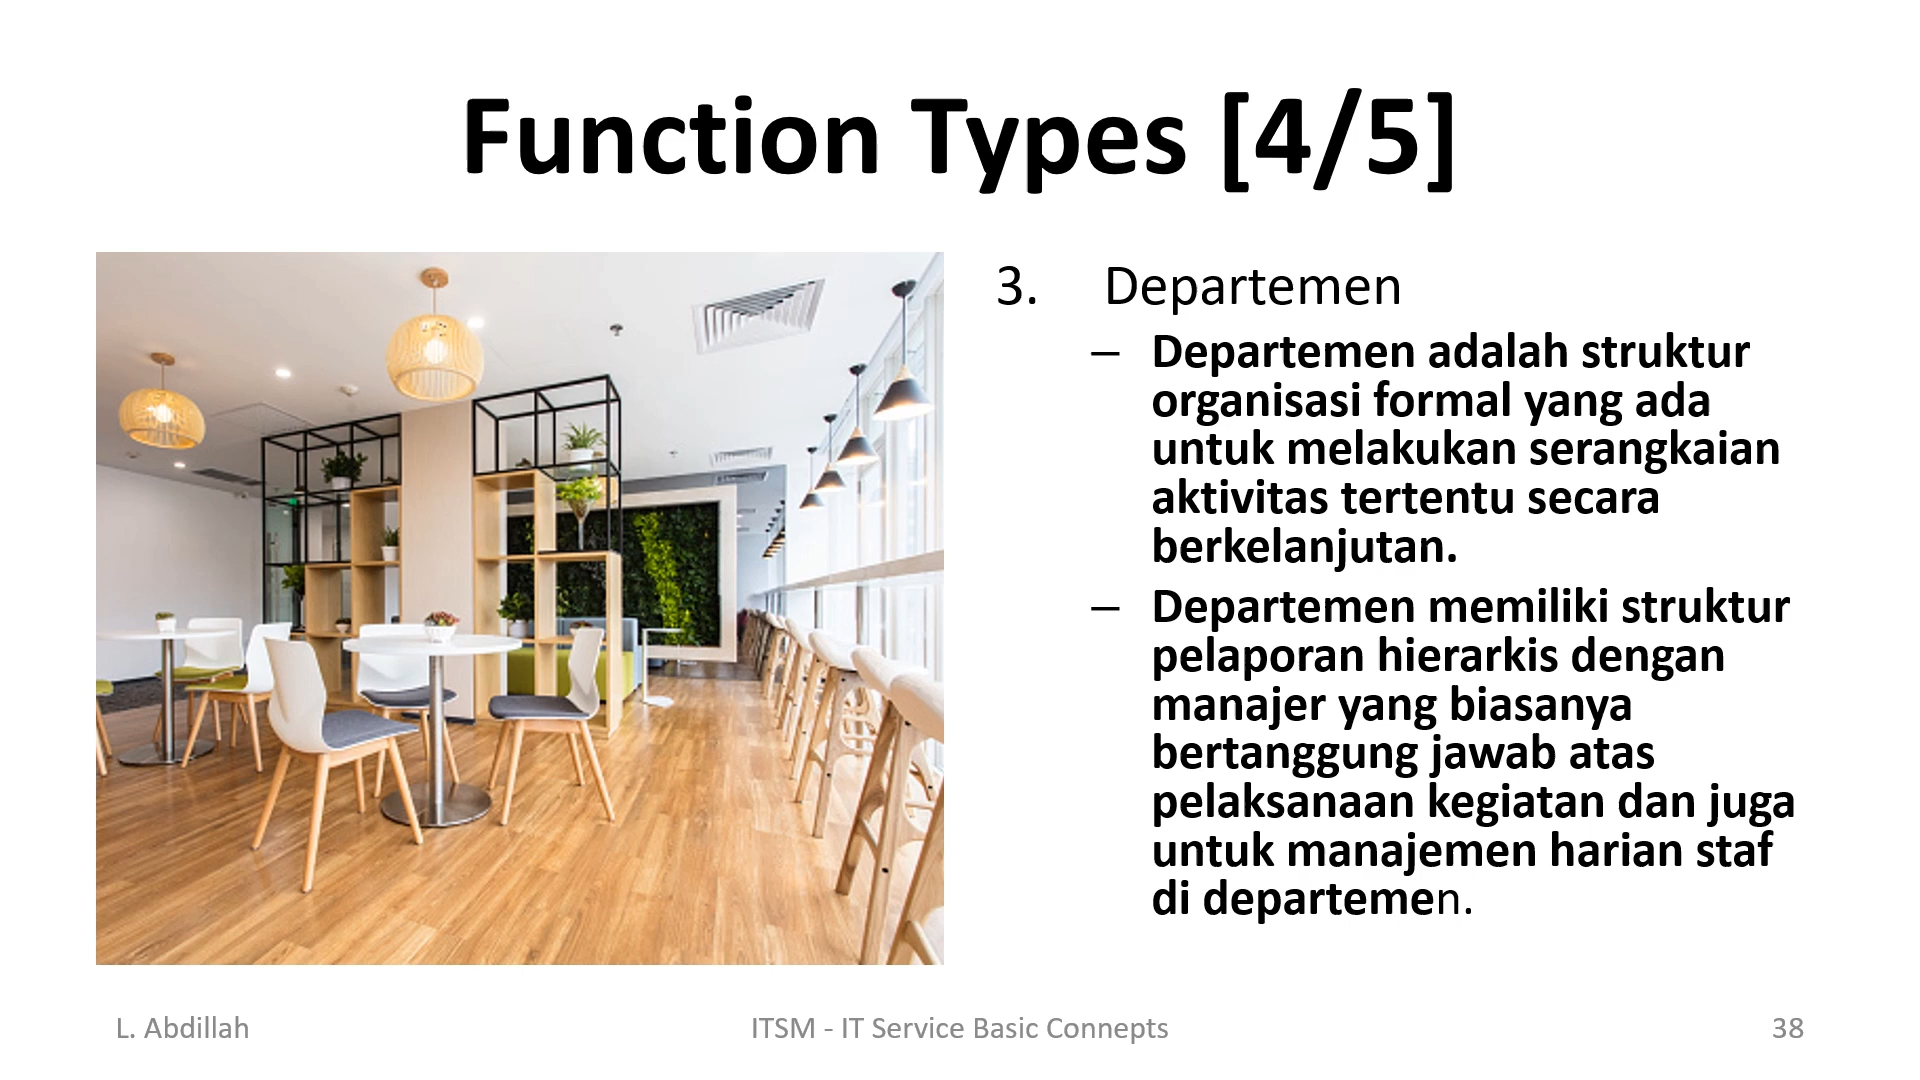 Function Types [4/5]
3. Departemen
– Departemen adalah struktur
organisasi formal yang ada
untuk melakukan serangkaian
aktivitas tertentu secara
berkelanjutan.
– Departemen memiliki struktur
pelaporan hierarkis dengan
manajer yang biasanya
bertanggung jawab atas
pelaksanaan kegiatan dan juga
untuk manajemen harian staf
di departemen.
L. Abdillah
ITSM - IT Service Basic Connepts
38